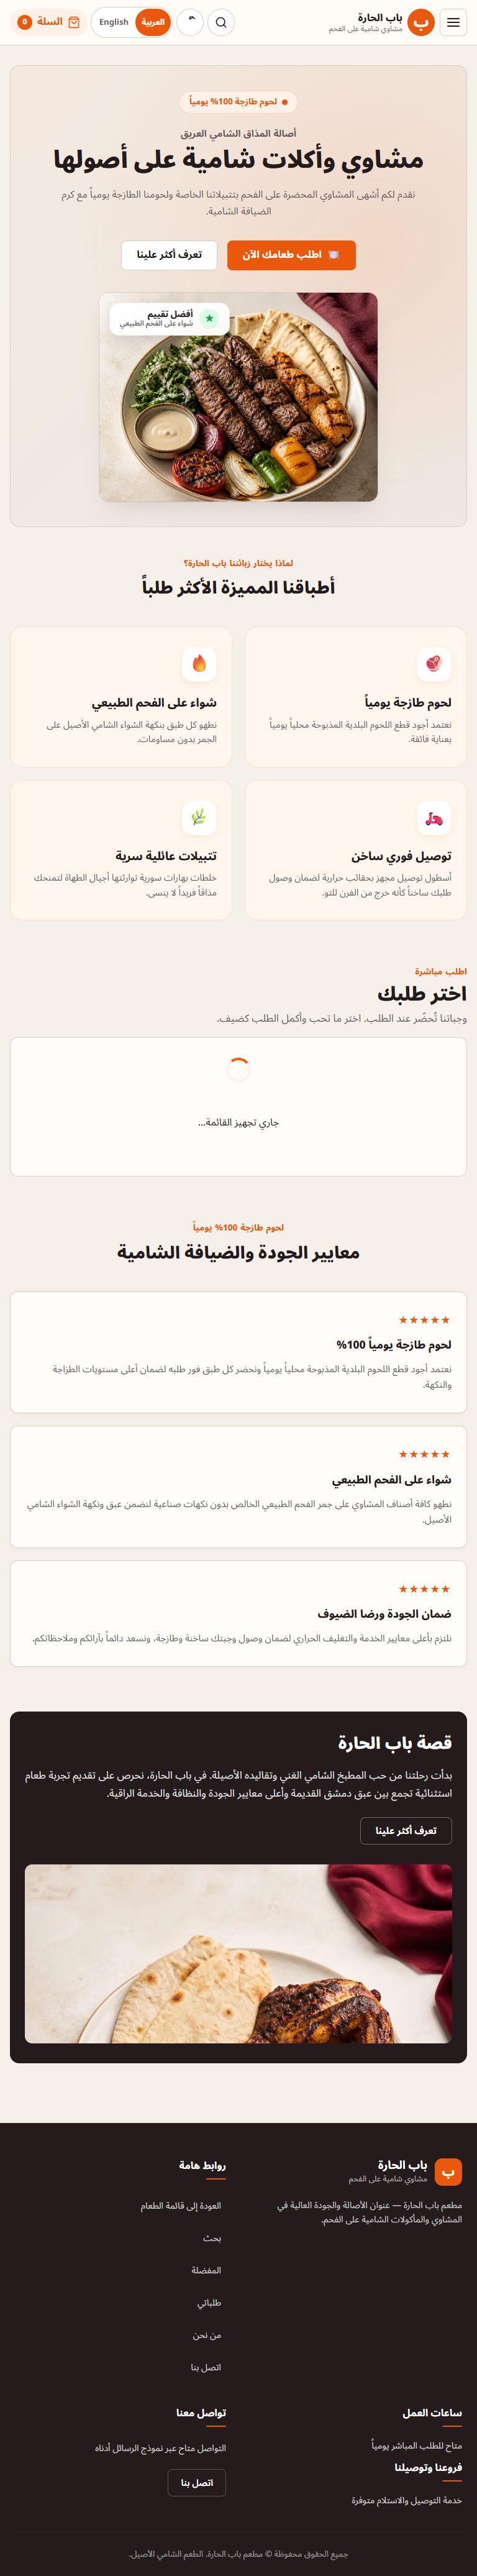 ب
باب الحارة
مشاوي شامية على الفحم
العربية
English
السلة
0
لحوم طازجة 100% يومياً
أصالة المذاق الشامي العريق
مشاوي وأكلات شامية على أصولها
نقدم لكم أشهى المشاوي المحضرة على الفحم بتتبيلاتنا الخاصة ولحومنا الطازجة يومياً مع كرم
الضيافة الشامية.
اطلب طعامك الآن
تعرف أكثر علينا
أفضل تقييم
شواء على الفحم الطبيعي
لماذا يختار زبائننا باب الحارة؟
أطباقنا المميزة الأكثر طلباً
لحوم طازجة يومياً
نعتمد أجود قطع اللحوم البلدية المذبوحة محلياً يومياً
بعناية فائقة.
شواء على الفحم الطبيعي
نطهو كل طبق بنكهة الشواء الشامي الأصيل على
الجمر بدون مساومات.
توصيل فوري ساخن
أسطول توصيل مجهز بحقائب حرارية لضمان وصول
طلبك ساخناً كأنه خرج من الفرن للتو.
تتبيلات عائلية سرية
خلطات بهارات سورية توارثتها أجيال الطهاة لتمنحك
مذاقاً فريداً لا ينسى.
اطلب مباشرة
اختر طلبك
وجباتنا تُحضّر عند الطلب. اختر ما تحب وأكمل الطلب كضيف.
جاري تجهيز القائمة...
لحوم طازجة 100% يومياً
معايير الجودة والضيافة الشامية
★★★★★
لحوم طازجة يومياً 100%
نعتمد أجود قطع اللحوم البلدية المذبوحة محلياً يومياً ونحضر كل طبق فور طلبه لضمان أعلى مستويات الطزاجة
والنكهة.
★★★★★
شواء على الفحم الطبيعي
نطهو كافة أصناف المشاوي على جمر الفحم الطبيعي الخالص بدون نكهات صناعية لنضمن عبق ونكهة الشواء الشامي
الأصيل.
★★★★★
ضمان الجودة ورضا الضيوف
نلتزم بأعلى معايير الخدمة والتغليف الحراري لضمان وصول وجبتك ساخنة وطازجة، ونسعد دائماً بآرائكم وملاحظاتكم.
قصة باب الحارة
بدأت رحلتنا من حب المطبخ الشامي الغني وتقاليده الأصيلة. في باب الحارة، نحرص على تقديم تجربة طعام
استثنائية تجمع بين عبق دمشق القديمة وأعلى معايير الجودة والنظافة والخدمة الراقية.
تعرف أكثر علينا
ب
باب الحارة
مشاوي شامية على الفحم
مطعم باب الحارة — عنوان الأصالة والجودة العالية في
المشاوي والمأكولات الشامية على الفحم.
روابط هامة
العودة إلى قائمة الطعام
بحث
المفضلة
طلباتي
من نحن
اتصل بنا
ساعات العمل
متاح للطلب المباشر يومياً
فروعنا وتوصيلنا
خدمة التوصيل والاستلام متوفرة
تواصل معنا
التواصل متاح عبر نموذج الرسائل أدناه
اتصل بنا
جميع الحقوق محفوظة © مطعم باب الحارة. الطعم الشامي الأصيل.